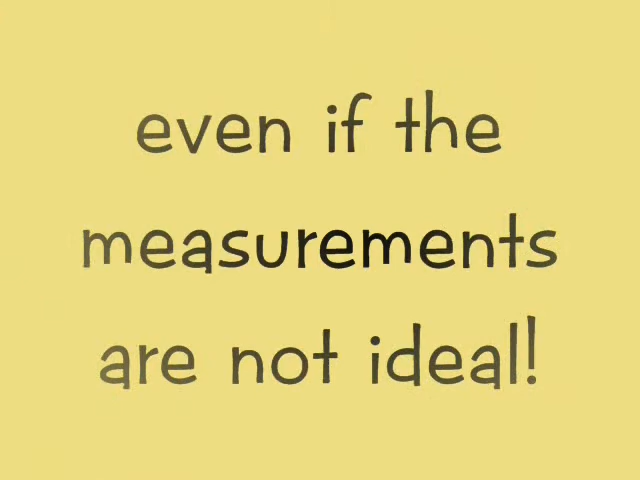 even if the
measurements
are not ideal!